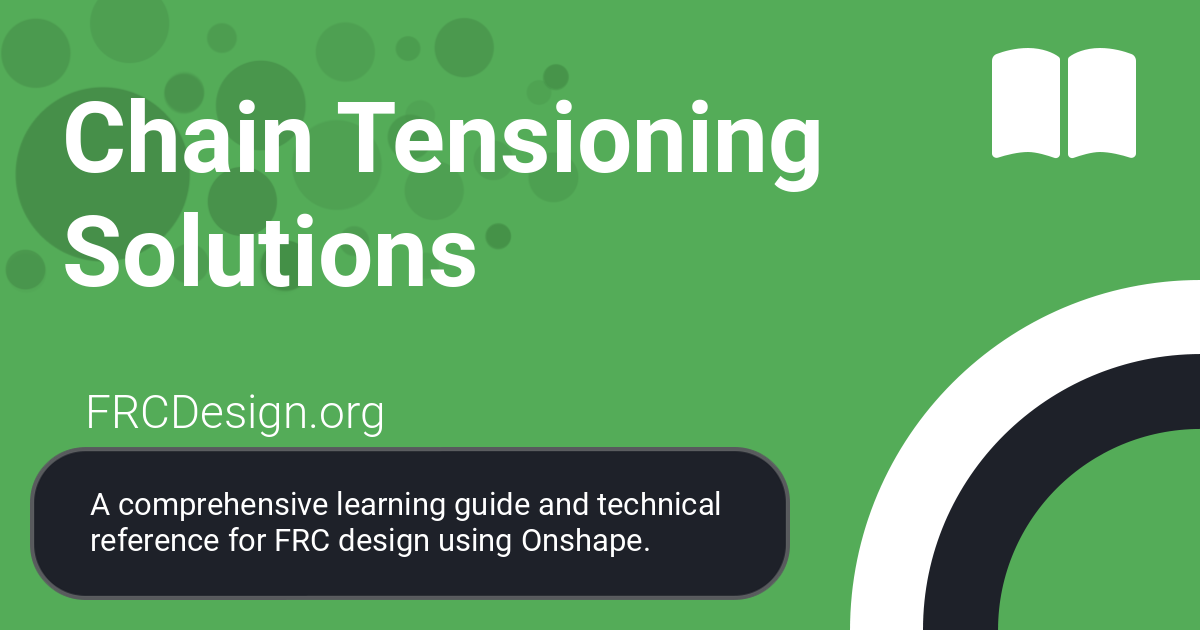 Chain Tensioning
Solutions
FRCDesign.org
A comprehensive learning guide and technical
reference for FRC design using Onshape.